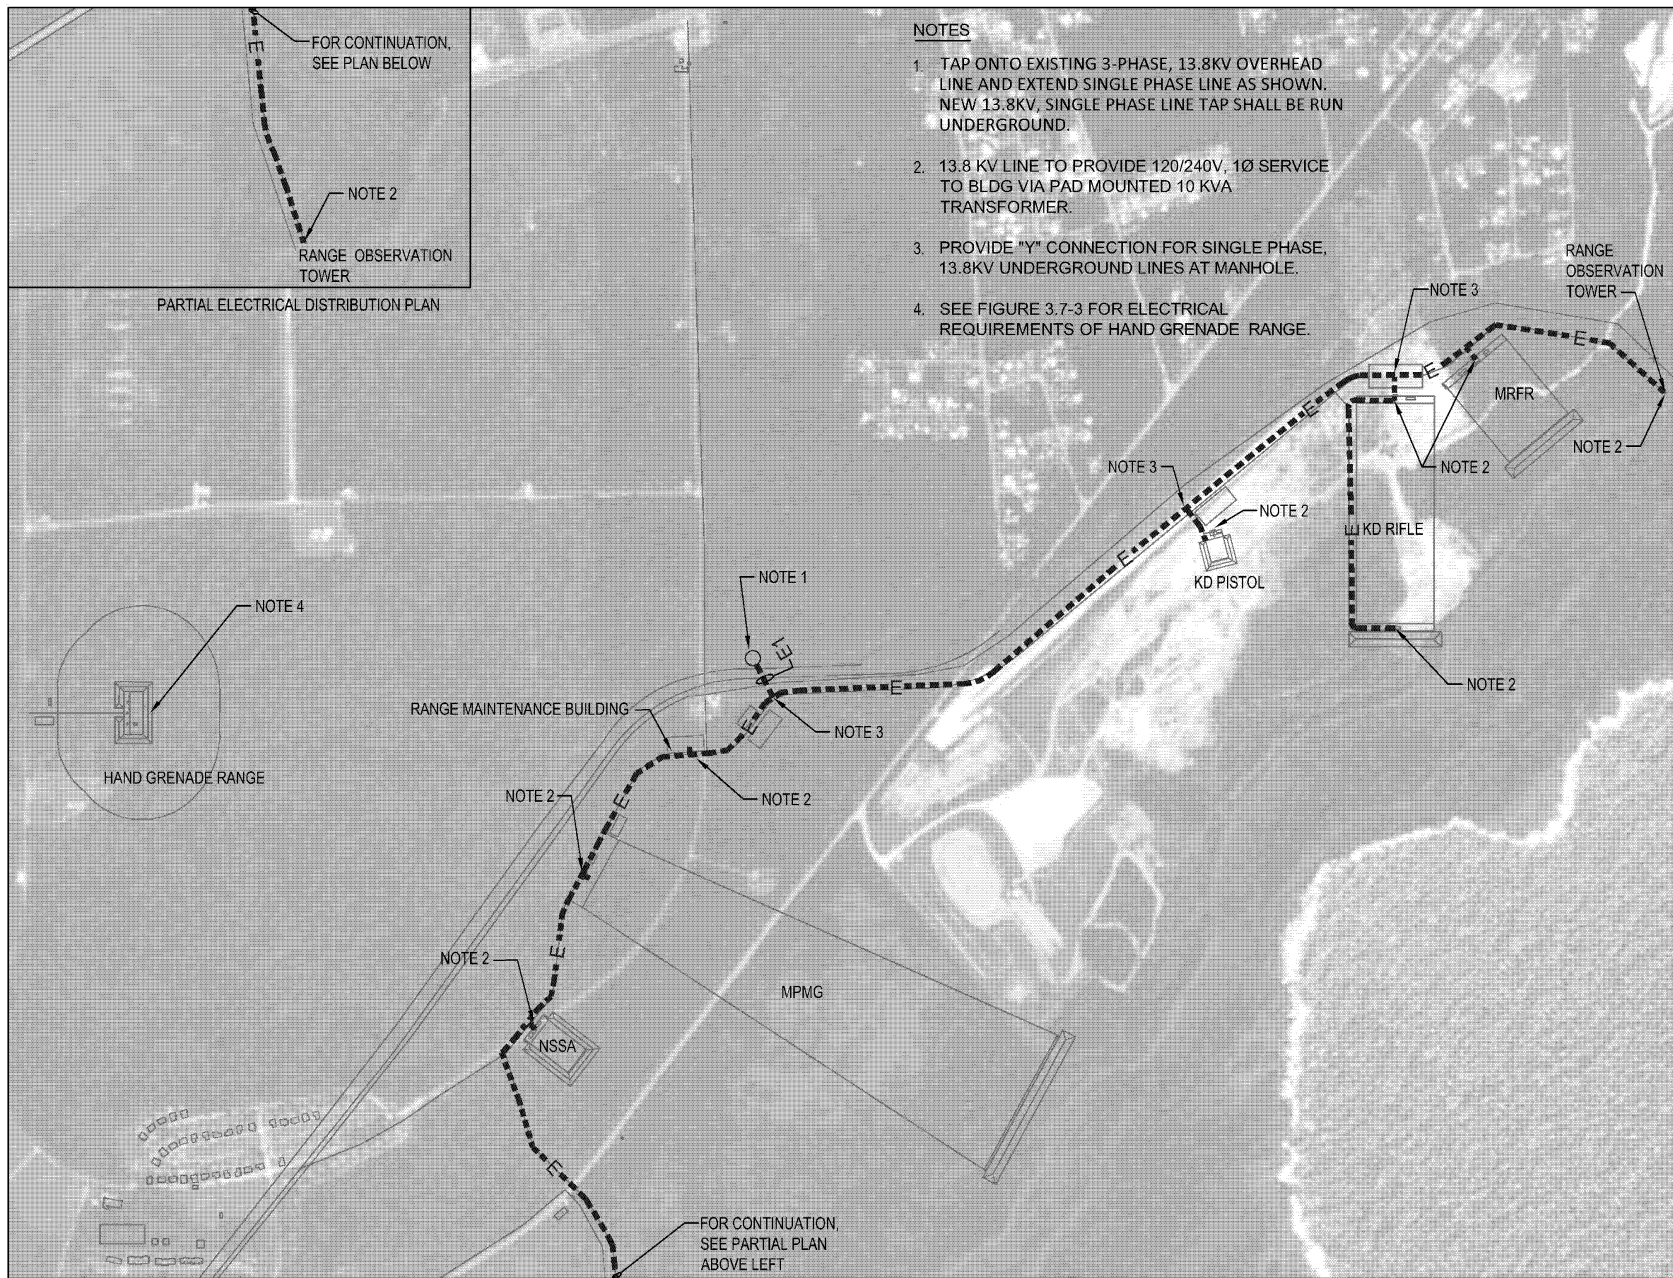 FOR CONTINUATION,
SEE PLAN BELOW
E
NOTE 2
RANGE OBSERVATION
TOWER
PARTIAL ELECTRICAL DISTRIBUTION PLAN
NOTES
1. TAP ONTO EXISTING 3-PHASE, 13.8KV OVERHEAD
LINE AND EXTEND SINGLE PHASE LINE AS SHOWN.
NEW 13.8KV, SINGLE PHASE LINE TAP SHALL BE RUN
UNDERGROUND.
2. 13.8 KV LINE TO PROVIDE 120/240V, 1Ø SERVICE
TO BLDG VIA PAD MOUNTED 10 KVA
TRANSFORMER.
3. PROVIDE "Y" CONNECTION FOR SINGLE PHASE,
13.8KV UNDERGROUND LINES AT MANHOLE.
4. SEE FIGURE 3.7-3 FOR ELECTRICAL
REQUIREMENTS OF HAND GRENADE RANGE.
RANGE
OBSERVATION
TOWER
NOTE 3
E
E
MRFR
E
NOTE 2
NOTE 3
NOTE 2
NOTE 2
E
KD RIFLE
E
KD PISTOL
NOTE 1
NOTE 4
E1
E
NOTE 2
RANGE MAINTENANCE BUILDING
E
NOTE 3
HAND GRENADE RANGE
NOTE 2
NOTE 2
E
E
NOTE 2
MPMG
NSSA
E
FOR CONTINUATION,
SEE PARTIAL PLAN
ABOVE LEFT